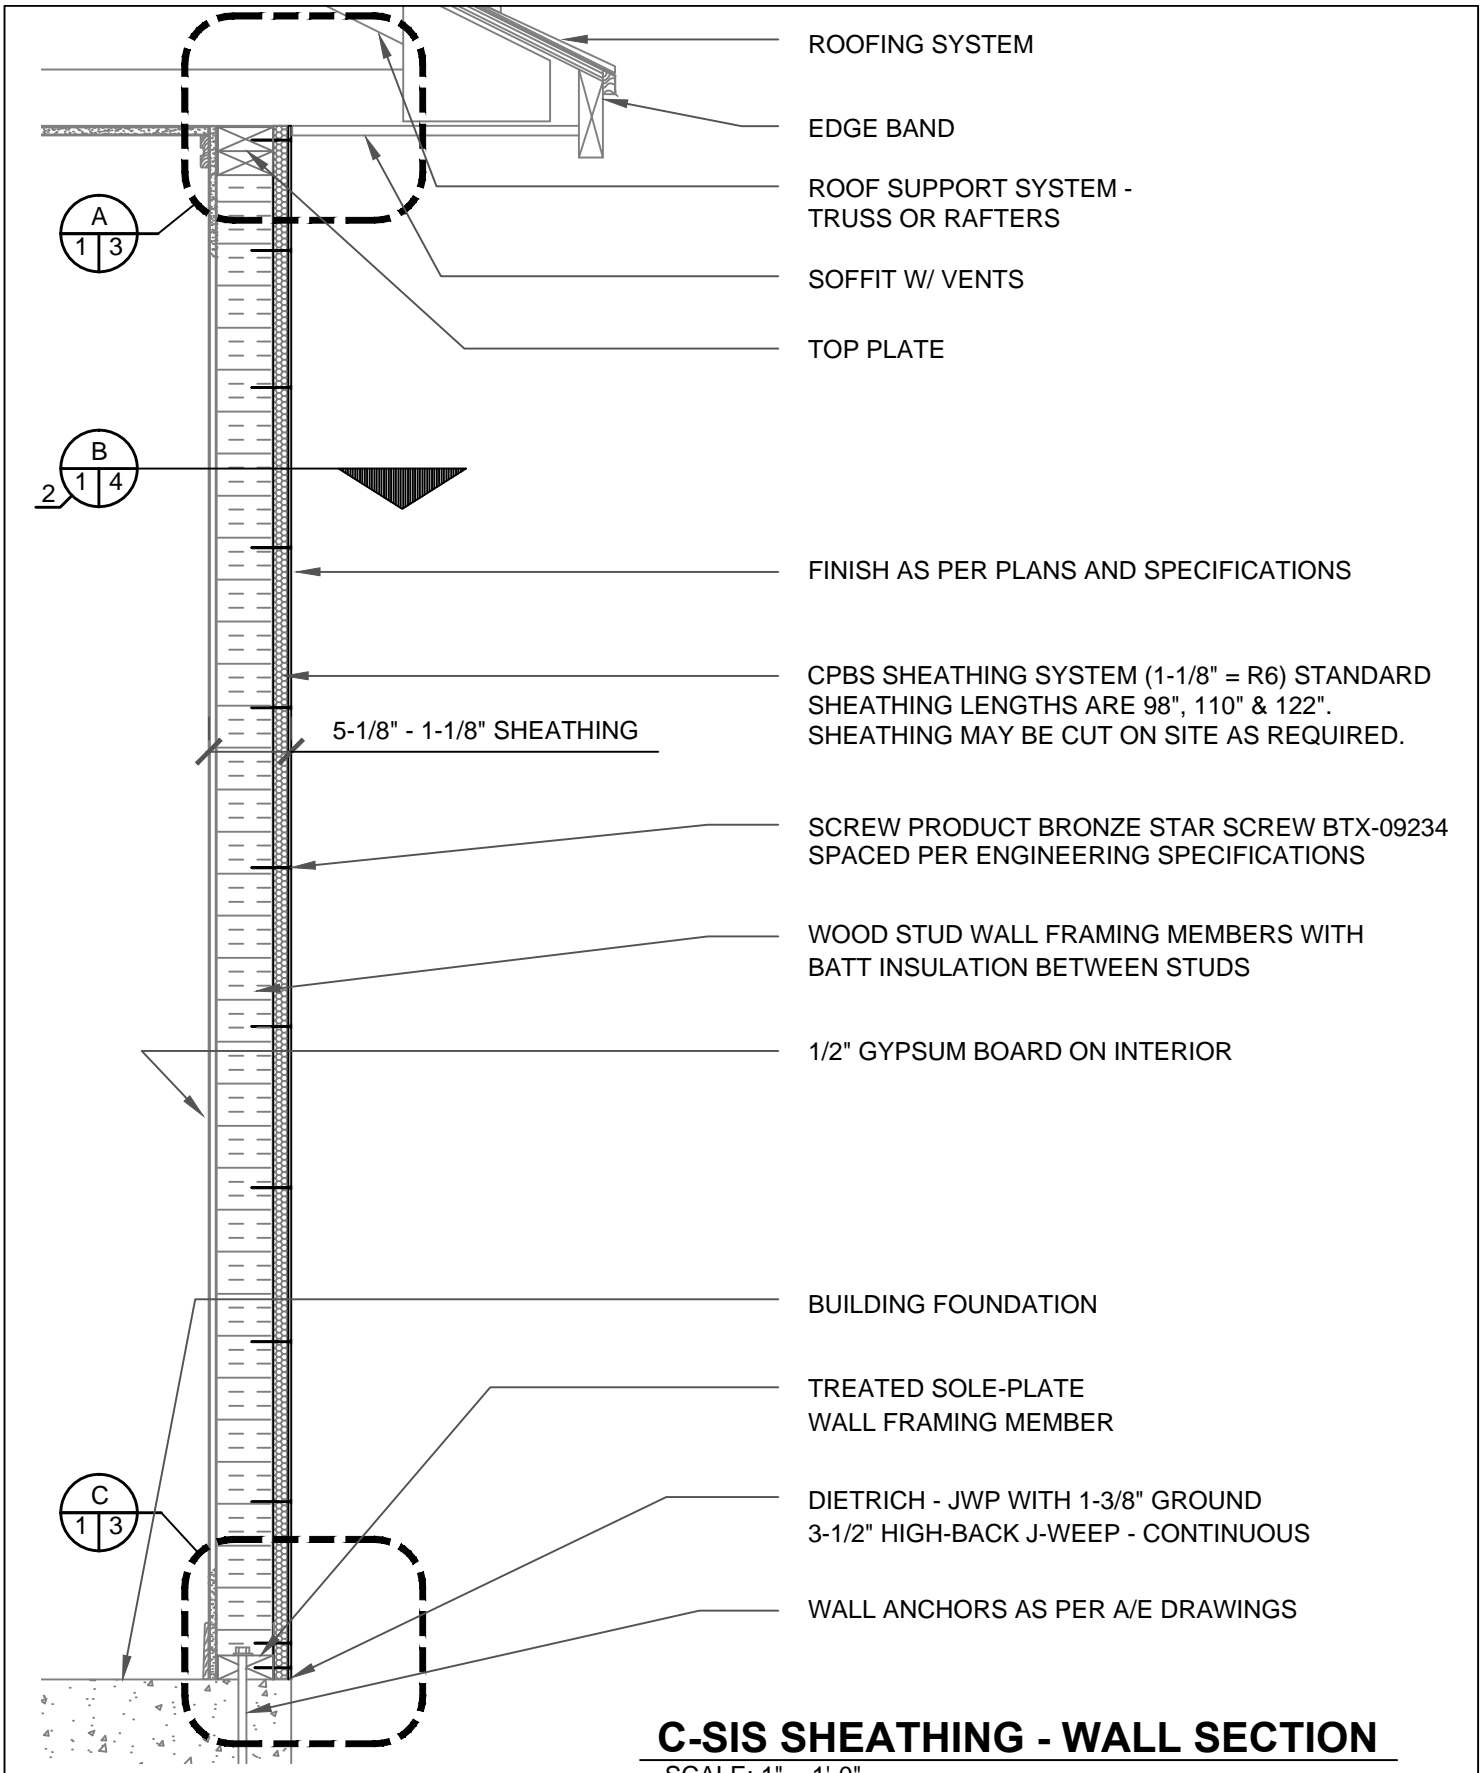 ROOFING SYSTEM
EDGE BAND
ROOF SUPPORT SYSTEM -
TRUSS OR RAFTERS
A
1 3
SOFFIT W/ VENTS
TOP PLATE
B
1 4
2
FINISH AS PER PLANS AND SPECIFICATIONS
CPBS SHEATHING SYSTEM (1-1/8" = R6) STANDARD
SHEATHING LENGTHS ARE 98", 110" & 122".
SHEATHING MAY BE CUT ON SITE AS REQUIRED.
5-1/8" - 1-1/8" SHEATHING
SCREW PRODUCT BRONZE STAR SCREW BTX-09234
SPACED PER ENGINEERING SPECIFICATIONS
WOOD STUD WALL FRAMING MEMBERS WITH
BATT INSULATION BETWEEN STUDS
1/2" GYPSUM BOARD ON INTERIOR
BUILDING FOUNDATION
TREATED SOLE-PLATE
WALL FRAMING MEMBER
C
1 3
DIETRICH - JWP WITH 1-3/8" GROUND
3-1/2" HIGH-BACK J-WEEP - CONTINUOUS
WALL ANCHORS AS PER A/E DRAWINGS
C-SIS SHEATHING - WALL SECTION
SCALE: 1" = 1'-0"